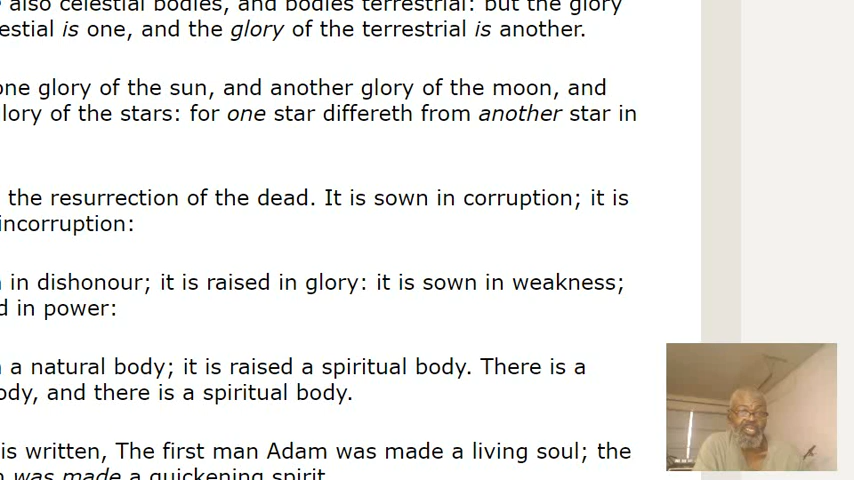 also celestial bodies, and bodies terrestrial: but the glory
estial is one, and the glory of the terrestrial is another.
one glory of the sun, and another glory of the moon, and
lory of the stars: for one star differeth from another star in
the resurrection of the dead. It is sown in corruption; it is
incorruption:
in dishonour; it is raised in glory: it is sown in weakness;
d in power:
a natural body; it is raised a spiritual body. There is a
ody, and there is a spiritual body.
is written, The first man Adam was made a living soul; the
was made a quickening spirit.